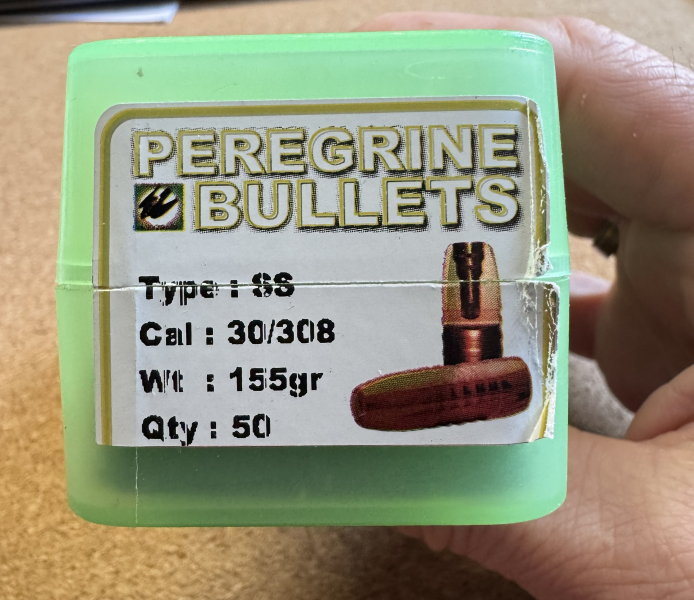 PEREGRINE
BULLETS
Type : SS
Cal : 30/308
Wt : 155gr
Qty : 50